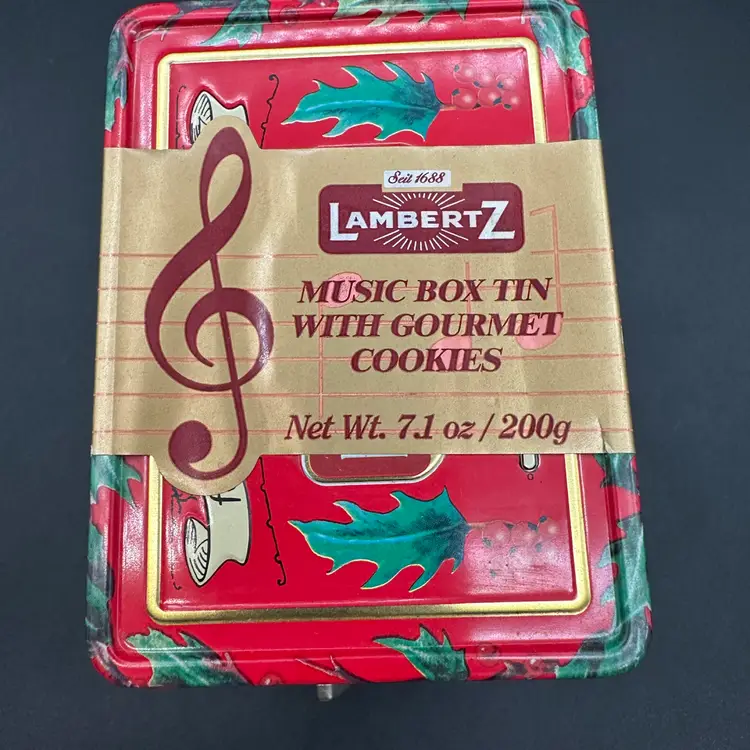 Seit 1688
LAMBERTZ
MUSIC BOX TIN
WITH GOURMET
COOKIES
Net Wt. 7.1 oz / 200g